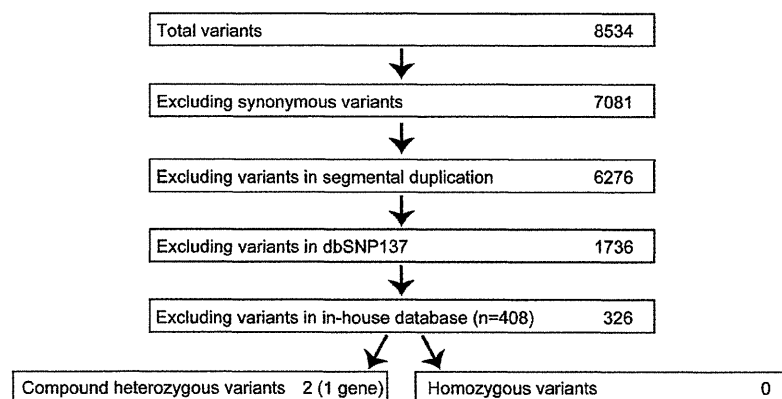 Total variants 8534
Excluding synonymous variants 7081
Excluding variants in segmental duplication 6276
Excluding variants in dbSNP137 1736
Excluding variants in in-house database (n=408) 326
Compound heterozygous variants 2 (1 gene)
Homozygous variants 0